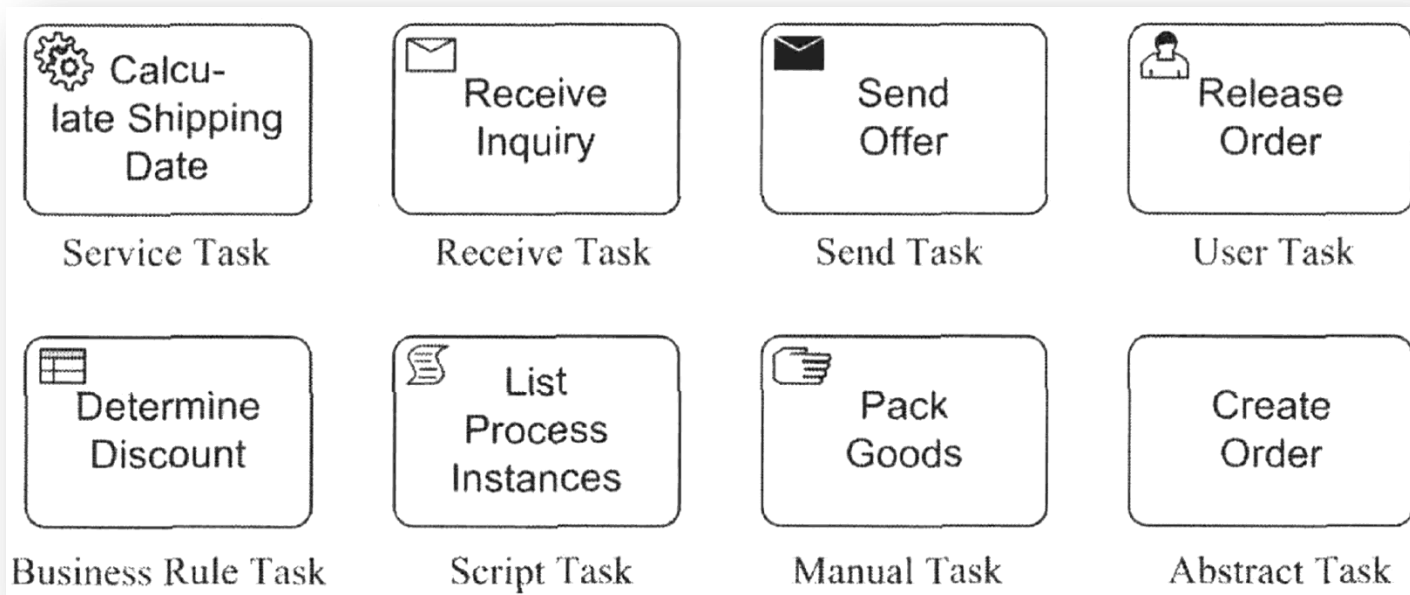 Calcu-
late Shipping
Date
Receive
Inquiry
Send
Offer
Release
Order
Service Task
Receive Task
Send Task
User Task
Determine
Discount
List
Process
Instances
Pack
Goods
Create
Order
Business Rule Task
Script Task
Manual Task
Abstract Task